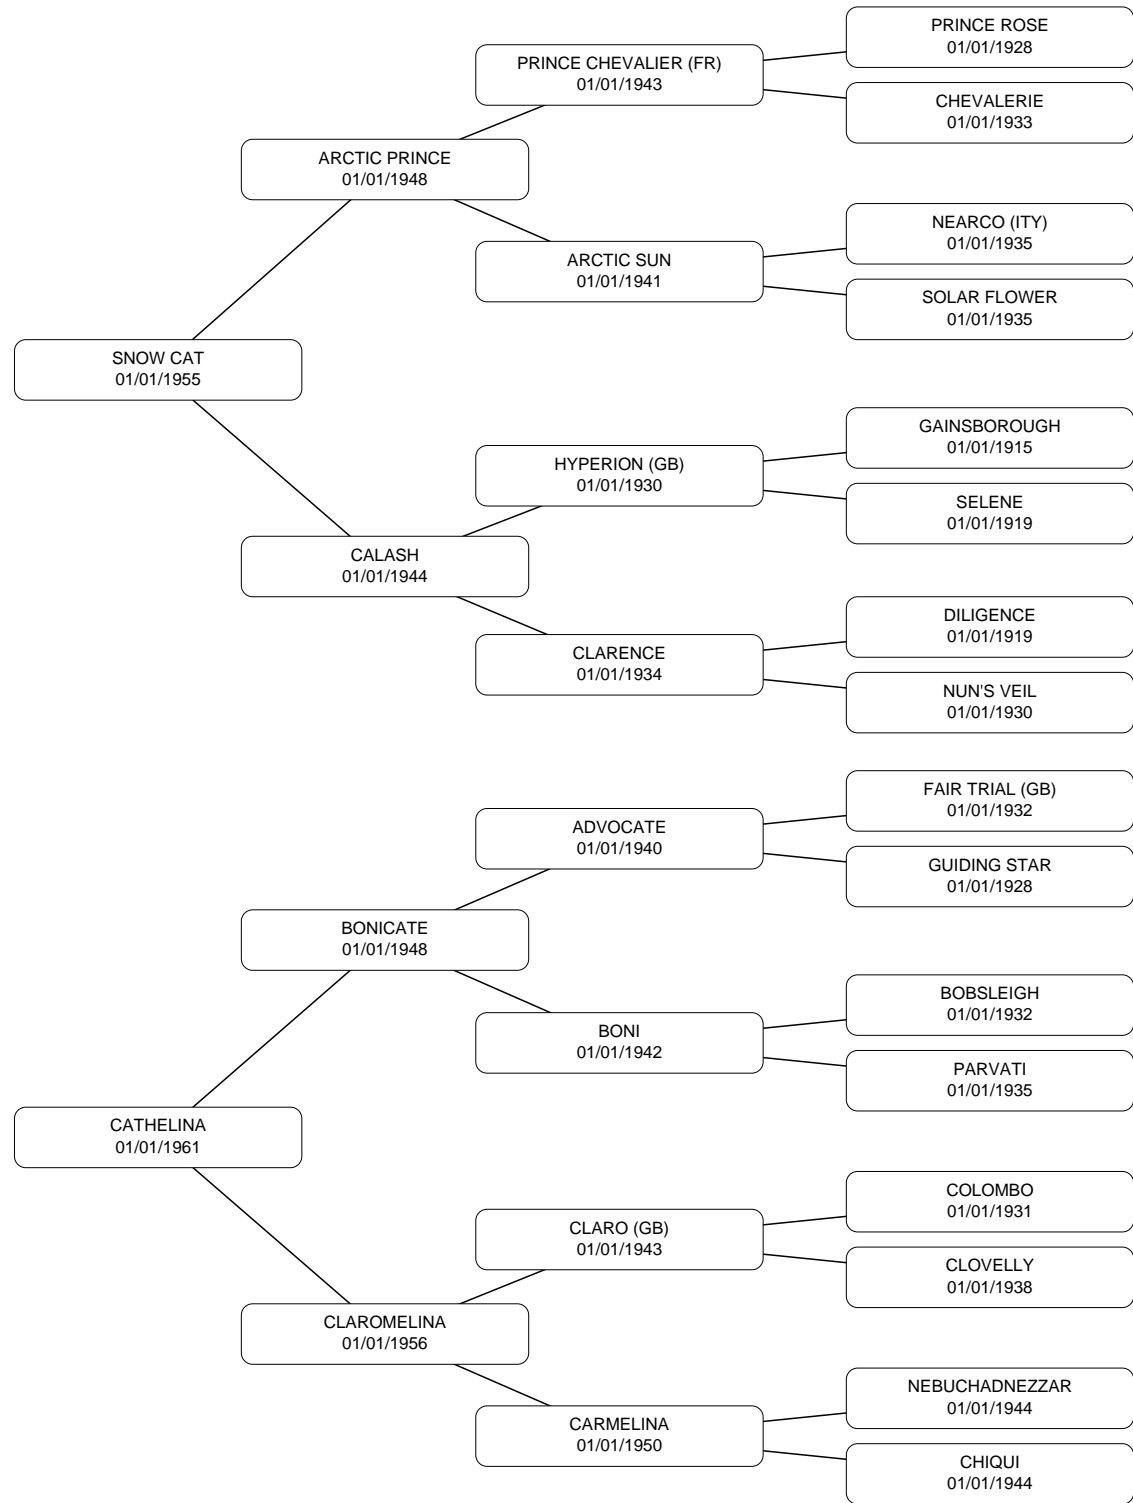 PRINCE ROSE
01/01/1928
PRINCE CHEVALIER (FR)
01/01/1943
CHEVALERIE
01/01/1933
ARCTIC PRINCE
01/01/1948
NEARCO (ITY)
01/01/1935
ARCTIC SUN
01/01/1941
SOLAR FLOWER
01/01/1935
SNOW CAT
01/01/1955
GAINSBOROUGH
01/01/1915
HYPERION (GB)
01/01/1930
SELENE
01/01/1919
CALASH
01/01/1944
DILIGENCE
01/01/1919
CLARENCE
01/01/1934
NUN'S VEIL
01/01/1930
FAIR TRIAL (GB)
01/01/1932
ADVOCATE
01/01/1940
GUIDING STAR
01/01/1928
BONICATE
01/01/1948
BOBSLEIGH
01/01/1932
BONI
01/01/1942
PARVATI
01/01/1935
CATHELINA
01/01/1961
COLOMBO
01/01/1931
CLARO (GB)
01/01/1943
CLOVELLY
01/01/1938
CLAROMELINA
01/01/1956
NEBUCHADNEZZAR
01/01/1944
CARMELINA
01/01/1950
CHIQUI
01/01/1944